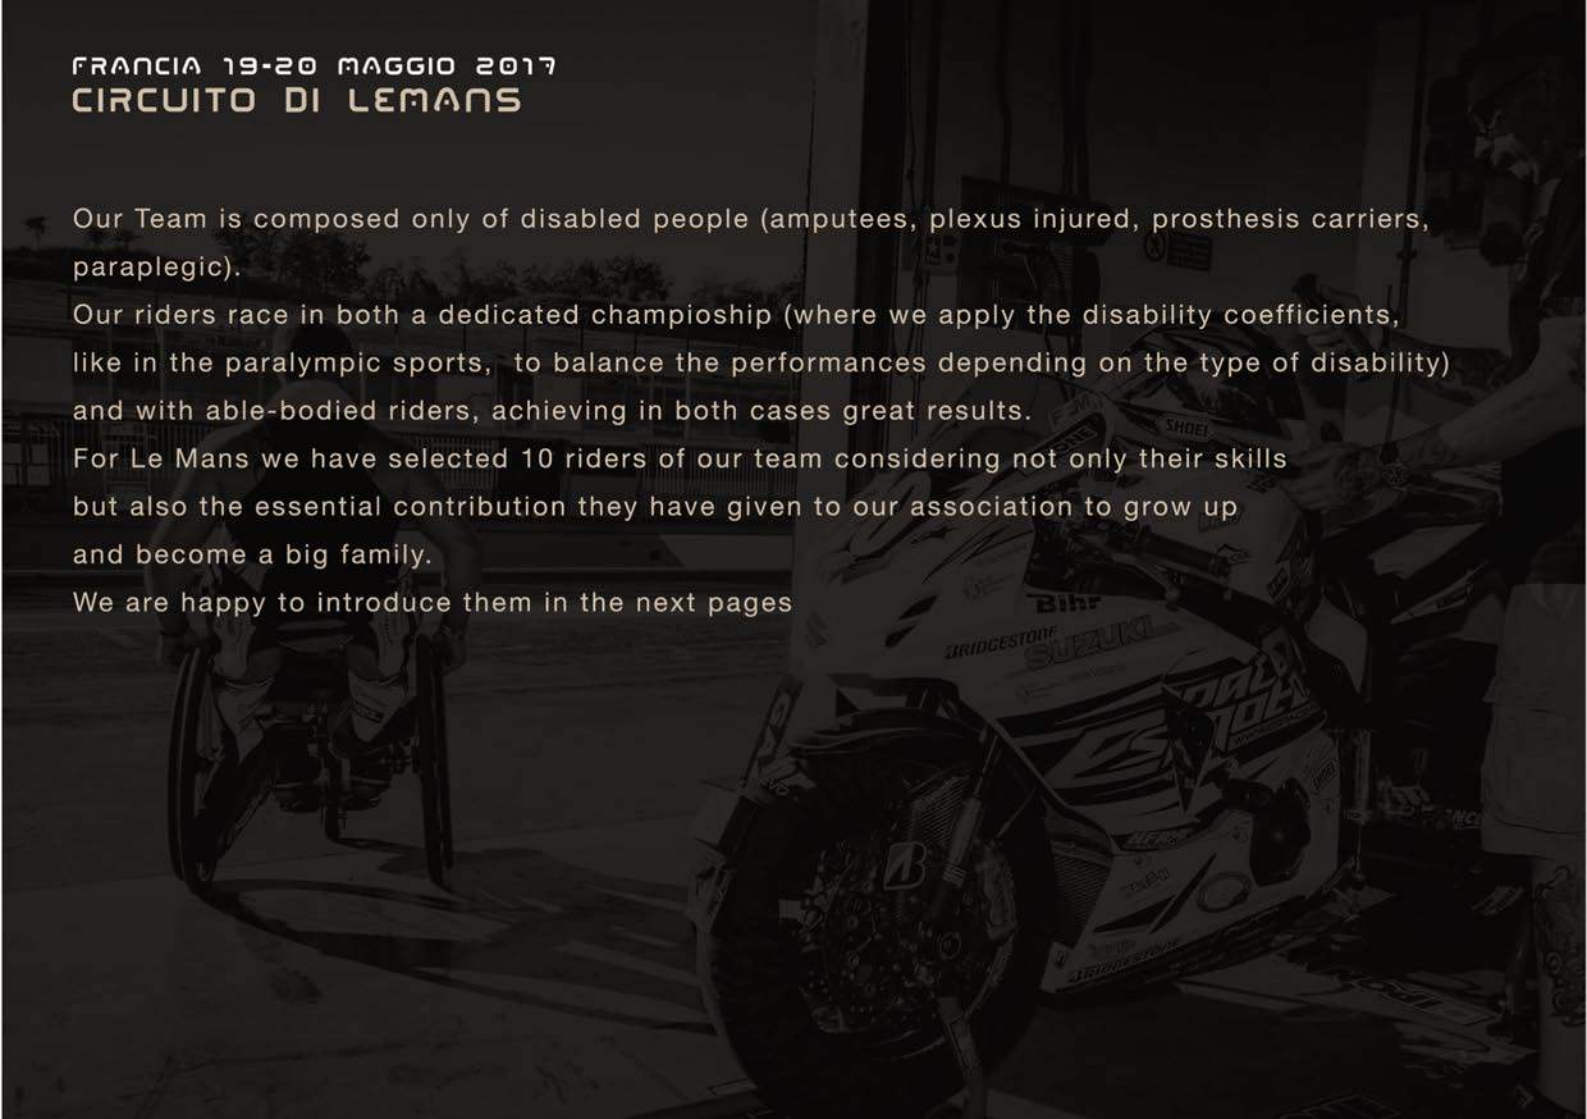 FRANCIA 19-20 MAGGIO 2017
CIRCUITO DI LEMANS
Our Team is composed only of disabled people (amputees, plexus injured, prosthesis carriers,
paraplegic).
Our riders race in both a dedicated champioship (where we apply the disability coefficients,
like in the paralympic sports, to balance the performances depending on the type of disability)
and with able-bodied riders, achieving in both cases great results.
For Le Mans we have selected 10 riders of our team considering not only their skills
but also the essential contribution they have given to our association to grow up
and become a big family.
We are happy to introduce them in the next pages
SHOEI
Bihr
BRIDGESTONE
SUZUKI
BRIDGESTONE